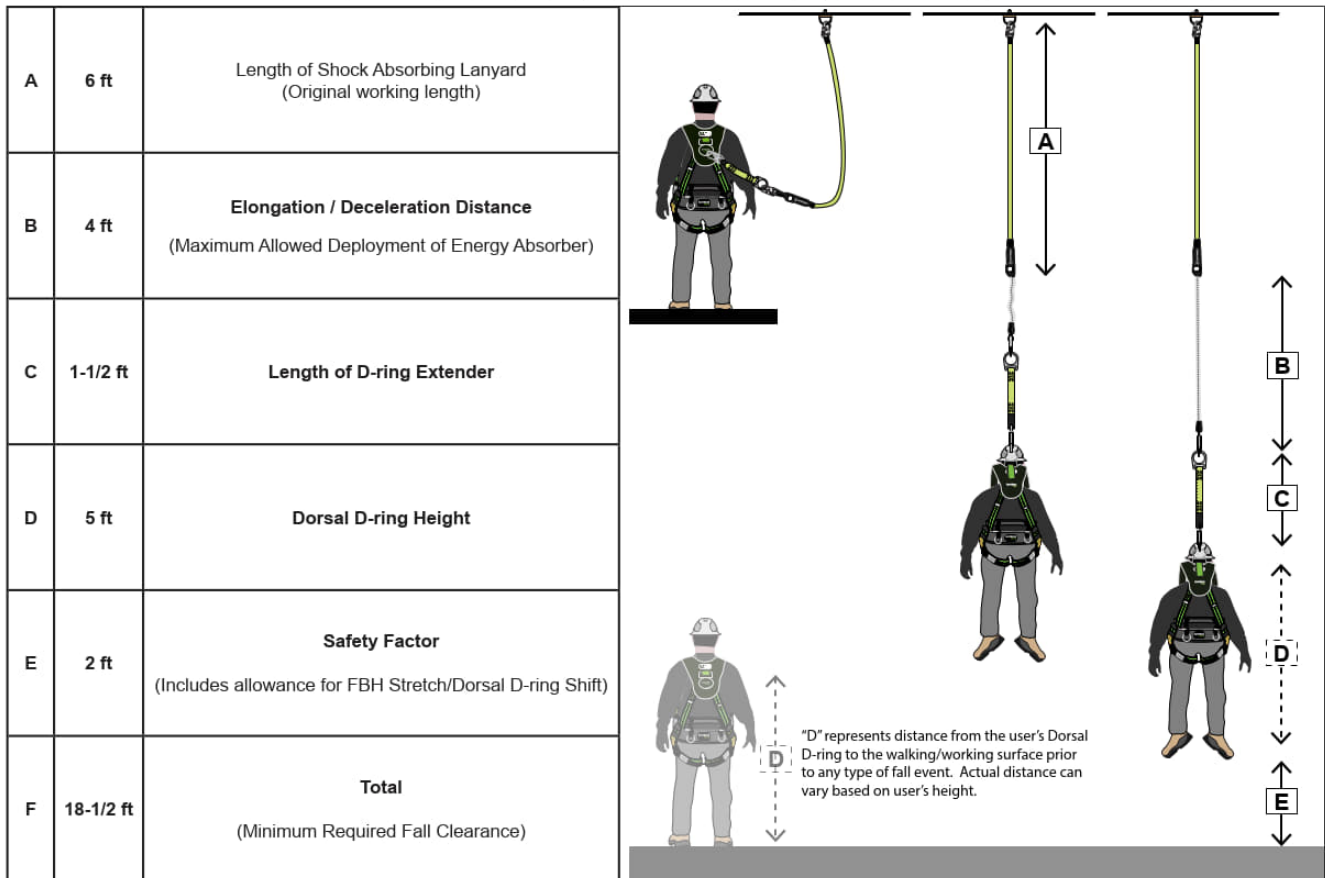 A
6 ft
Length of Shock Absorbing Lanyard
(Original working length)
B
4 ft
Elongation / Deceleration Distance
(Maximum Allowed Deployment of Energy Absorber)
C
1-1/2 ft
Length of D-ring Extender
D
5 ft
Dorsal D-ring Height
E
2 ft
Safety Factor
(Includes allowance for FBH Stretch/Dorsal D-ring Shift)
F
18-1/2 ft
Total
(Minimum Required Fall Clearance)
A
B
C
D
E
D
"D" represents distance from the user's Dorsal
D-ring to the walking/working surface prior
to any type of fall event. Actual distance can
vary based on user's height.